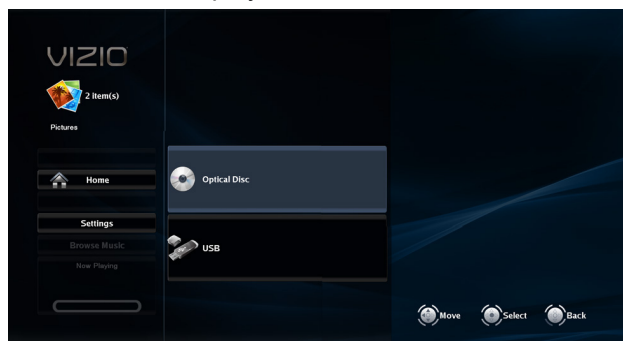 VIZIO
2 item(s)
Pictures
Home
Settings
Browse Music
Now Playing
Optical Disc
USB
Move
Select
Back